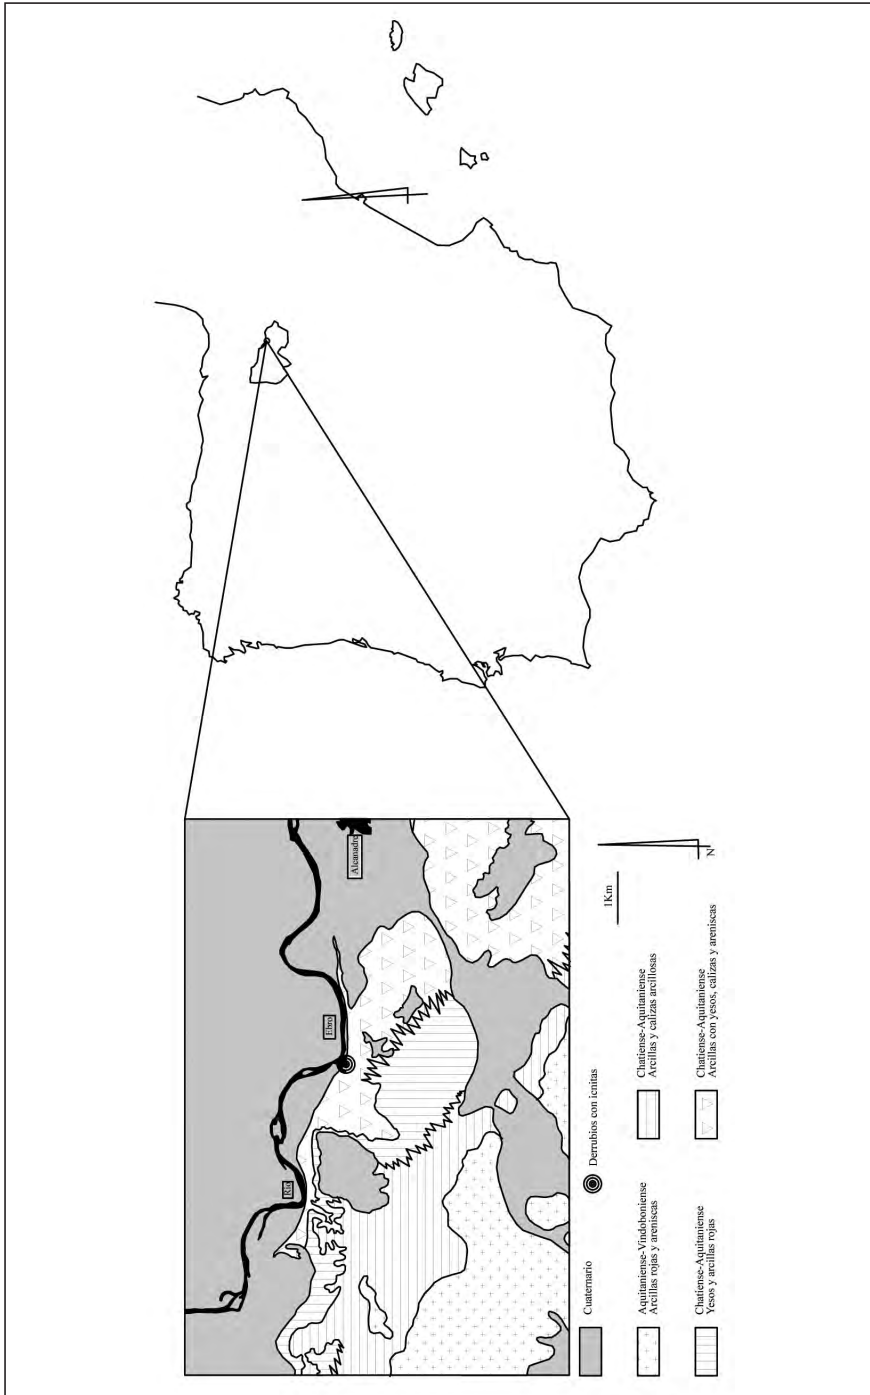 Alcanadre
Ebro
Río
1Km
N
Cuaternario
Derrubios con icnitas
Aquitaniense-Vindoboniense
Arcillas rojas y areniscas
Chatiense-Aquitaniense
Arcillas y calizas arcillosas
Chatiense-Aquitaniense
Yesos y arcillas rojas
Chatiense-Aquitaniense
Arcillas con yesos, calizas y areniscas